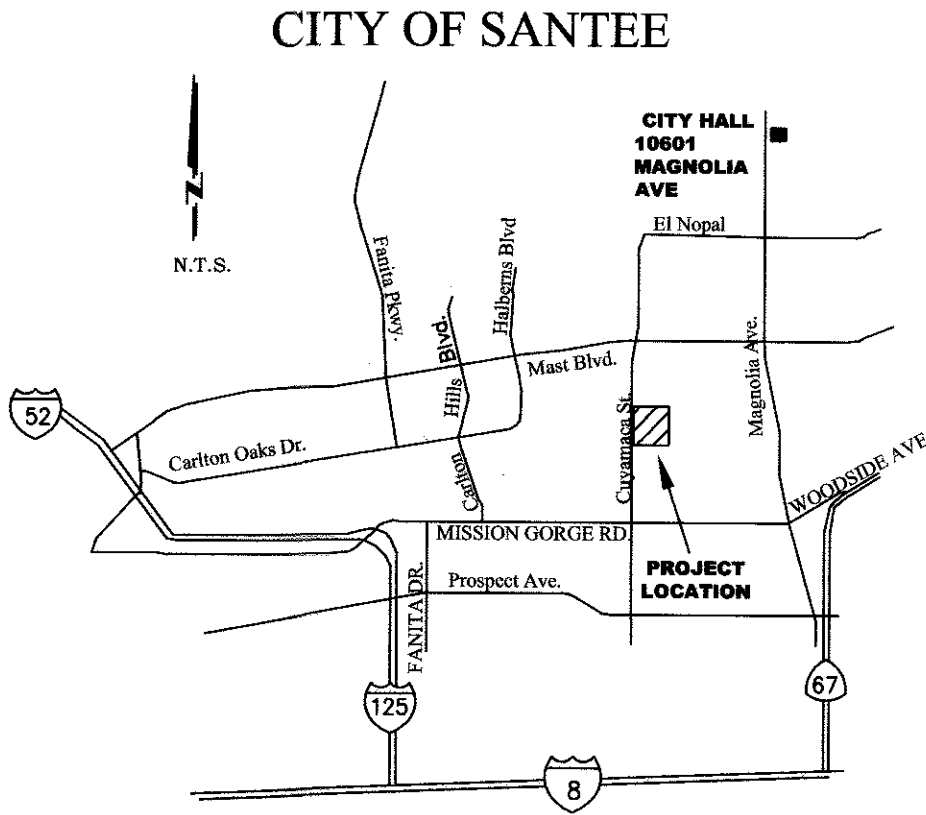 CITY OF SANTEE
CITY HALL
10601
MAGNOLIA
AVE
El Nopal
N
N.T.S.
Fanita Pkwy.
Halberns Blvd
Carlton Hills Blvd.
Mast Blvd.
Magnolia Ave.
52
Carlton Oaks Dr.
Cuyamaca St.
WOODSIDE AVE
MISSION GORGE RD.
PROJECT
LOCATION
FANITA DR.
Prospect Ave.
67
125
8